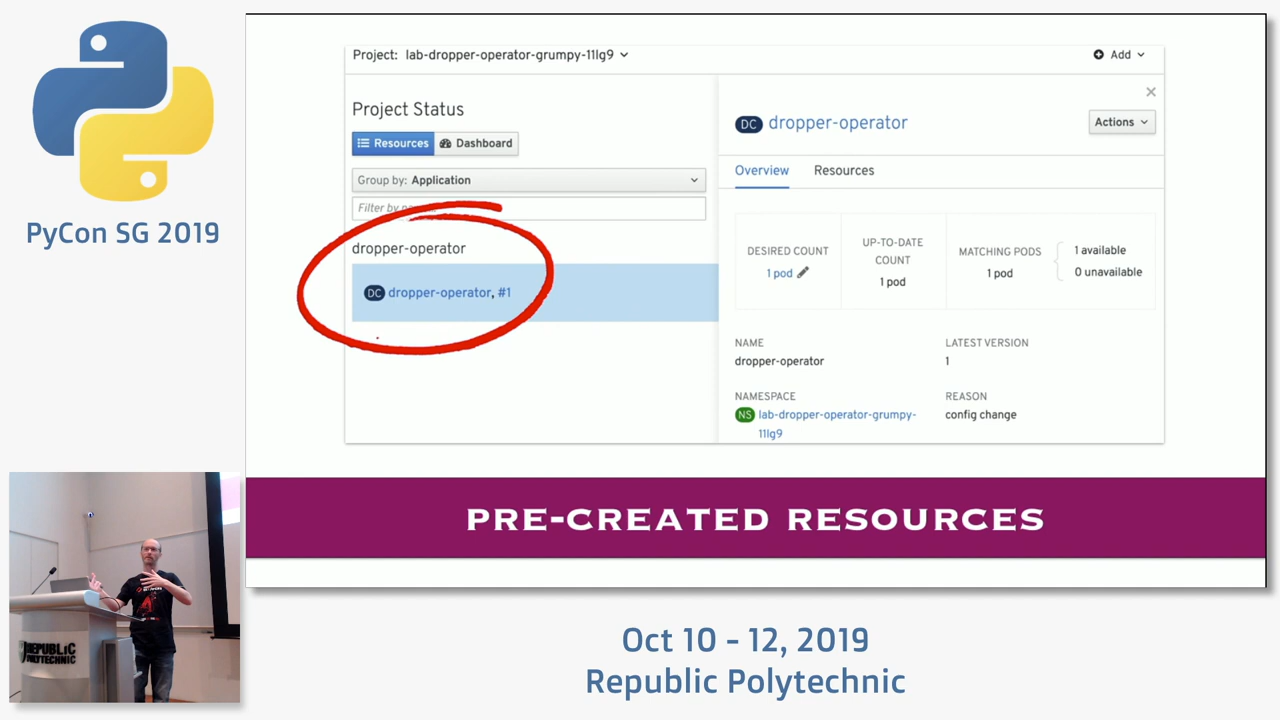 PyCon SG 2019
Project: lab-dropper-operator-grumpy-11lg9
Add
Project Status
Resources
Dashboard
Group by: Application
Filter by
dropper-operator
DC dropper-operator, #1
DC dropper-operator
Actions
Overview
Resources
DESIRED COUNT
1 pod
UP-TO-DATE
COUNT
1 pod
MATCHING PODS
1 pod
1 available
0 unavailable
NAME
dropper-operator
LATEST VERSION
1
NAMESPACE
NS lab-dropper-operator-grumpy-
11lg9
REASON
config change
PRE-CREATED RESOURCES
REPUBLIC
POLYTECHNIC
Oct 10 - 12, 2019
Republic Polytechnic